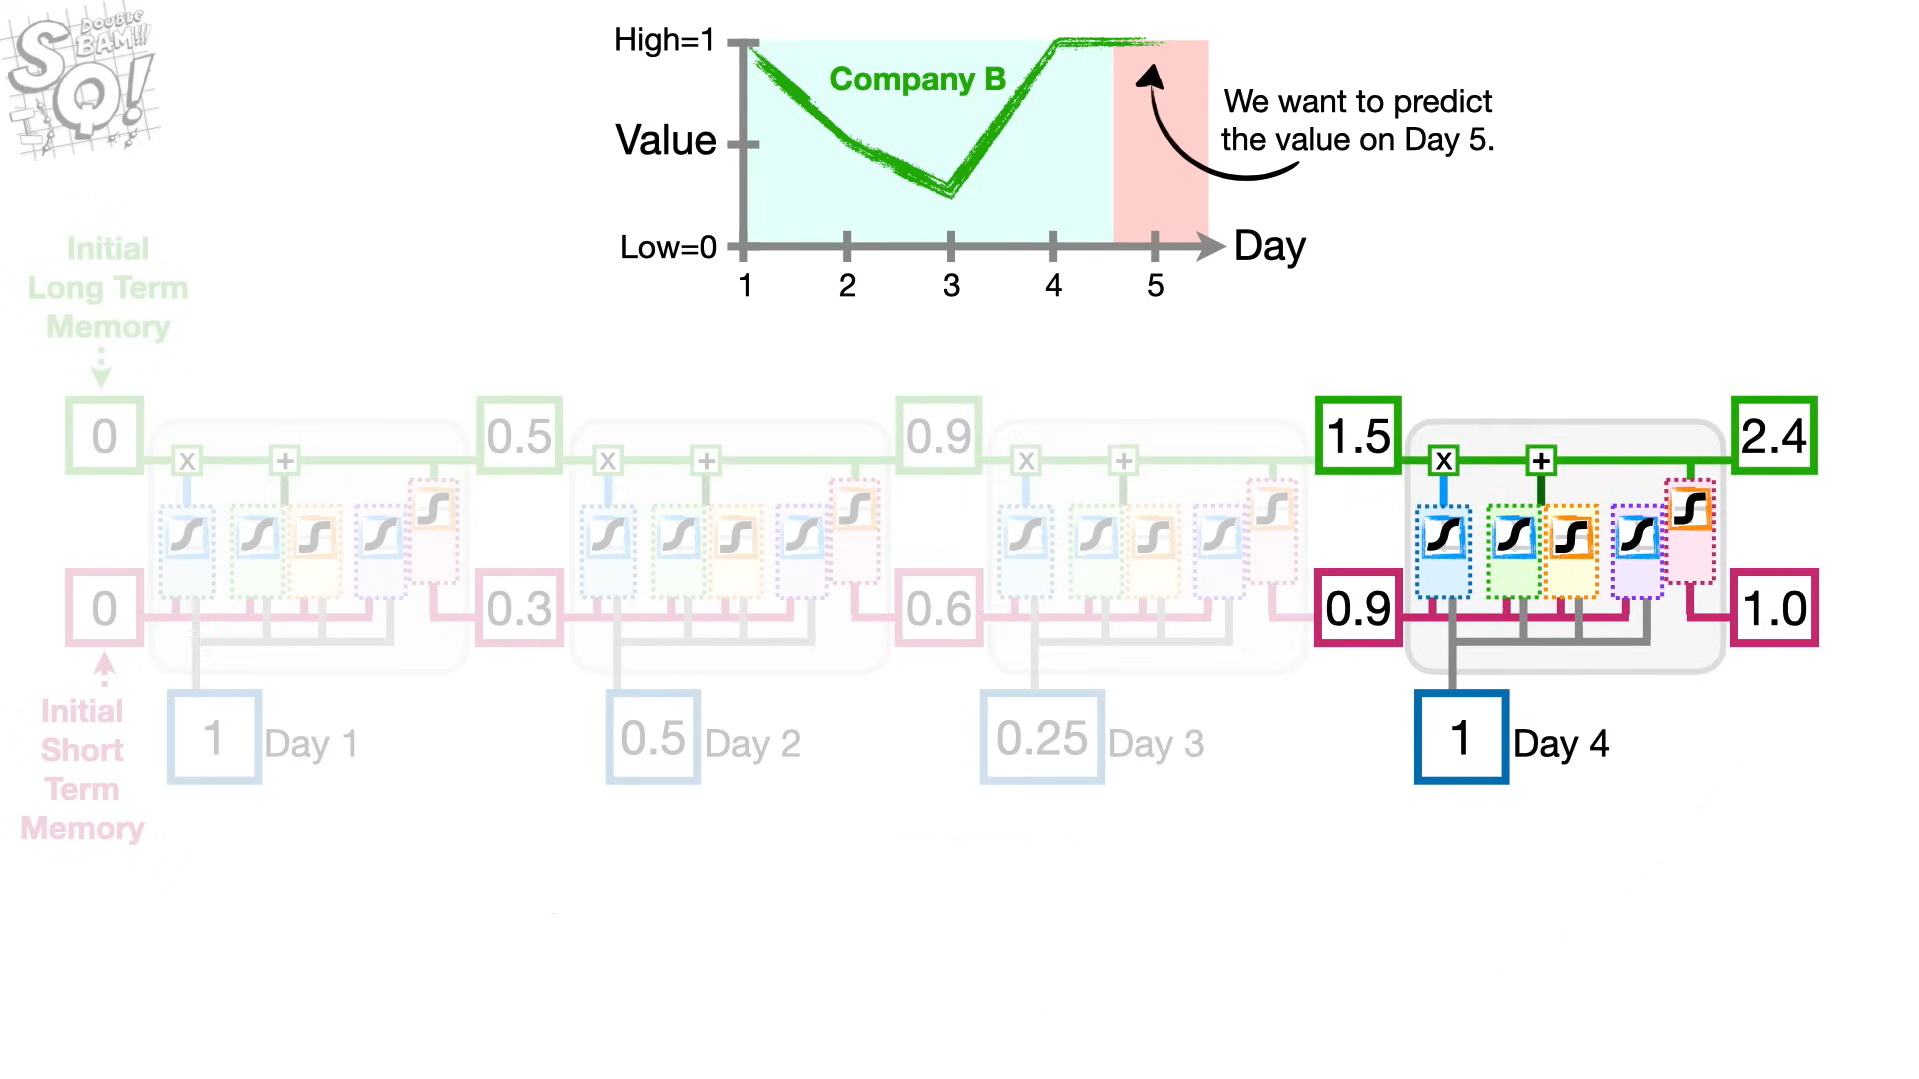 DOUBLE
BAM!!!
SQ!
High=1
Company B
Value
Low=0
Day
1 2 3 4 5
We want to predict
the value on Day 5.
Initial
Long Term
Memory
0 0.5 0.9 1.5 2.4
x + x + x + x +
0 0.3 0.6 0.9 1.0
Initial
Short
Term
Memory
1 Day 1 0.5 Day 2 0.25 Day 3 1 Day 4